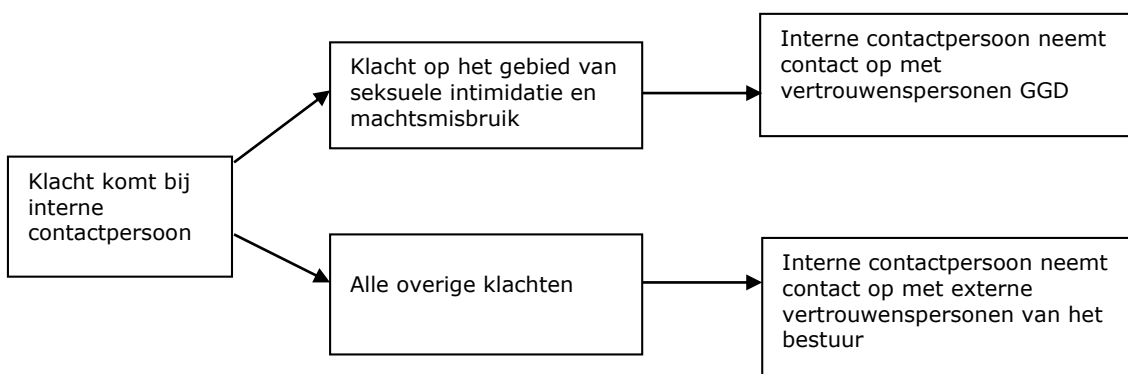 Klacht komt bij
interne
contactpersoon
Klacht op het gebied van
seksuele intimidatie en
machtsmisbruik
Interne contactpersoon neemt
contact op met
vertrouwenspersonen GGD
Alle overige klachten
Interne contactpersoon neemt
contact op met externe
vertrouwenspersonen van het
bestuur